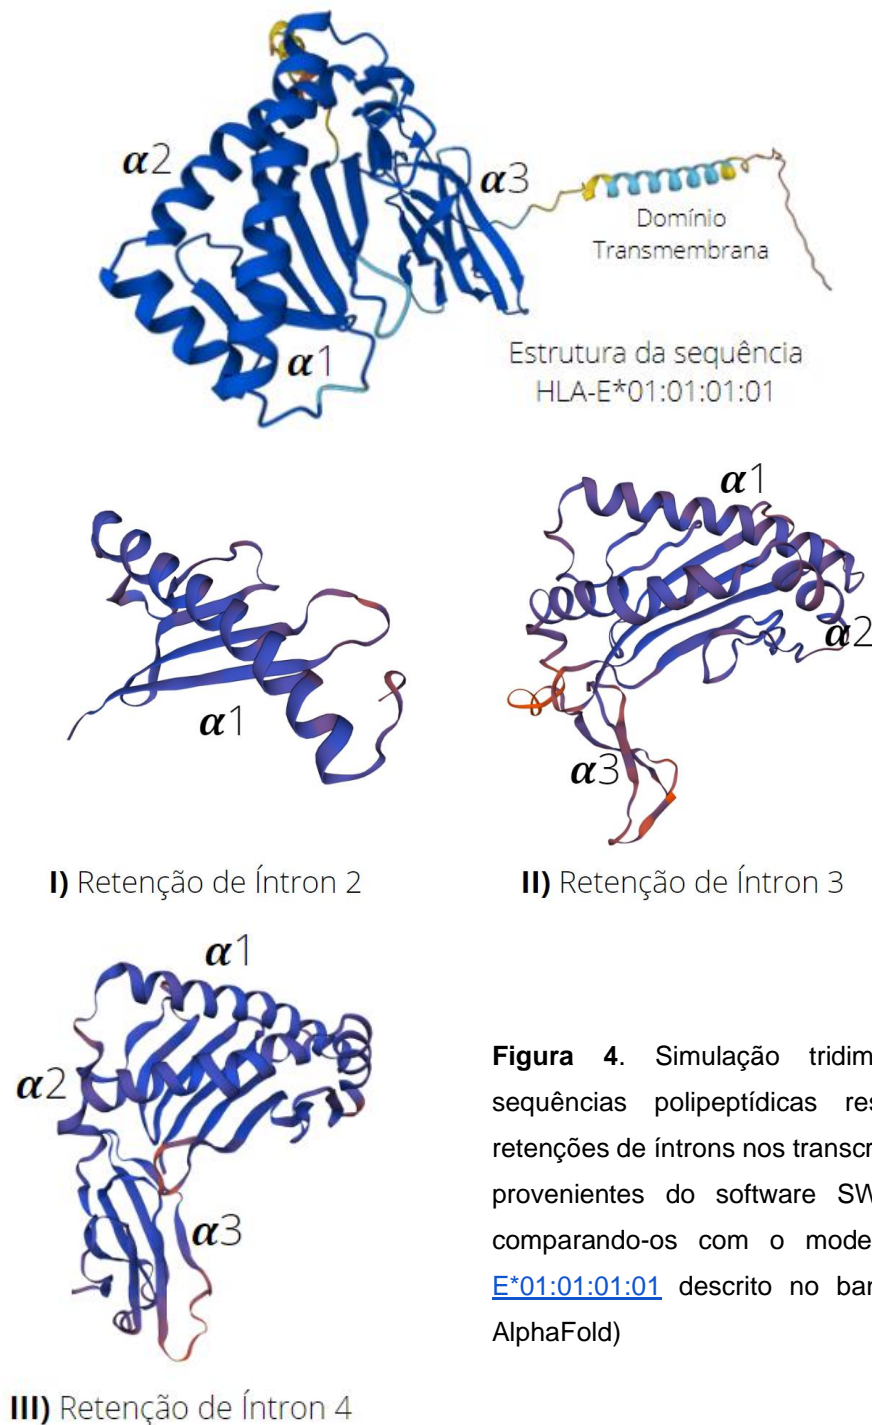 α2
α3
Domínio
Transmembrana
α1
Estrutura da sequência
HLA-E*01:01:01:01
α1
α1
α2
α3
I) Retenção de Íntron 2
II) Retenção de Íntron 3
α1
α2
α3
Figura 4. Simulação tridim
sequências polipeptídicas res
retenções de íntrons nos transcr
provenientes do software SW
comparando-os com o mode
E*01:01:01:01 descrito no bar
AlphaFold)
III) Retenção de Íntron 4